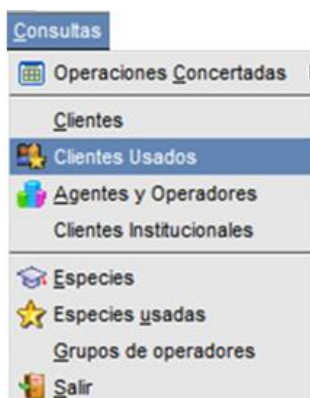 Consultas
Operaciones Concertadas
Clientes
Clientes Usados
Agentes y Operadores
Clientes Institucionales
Especies
Especies usadas
Grupos de operadores
Salir